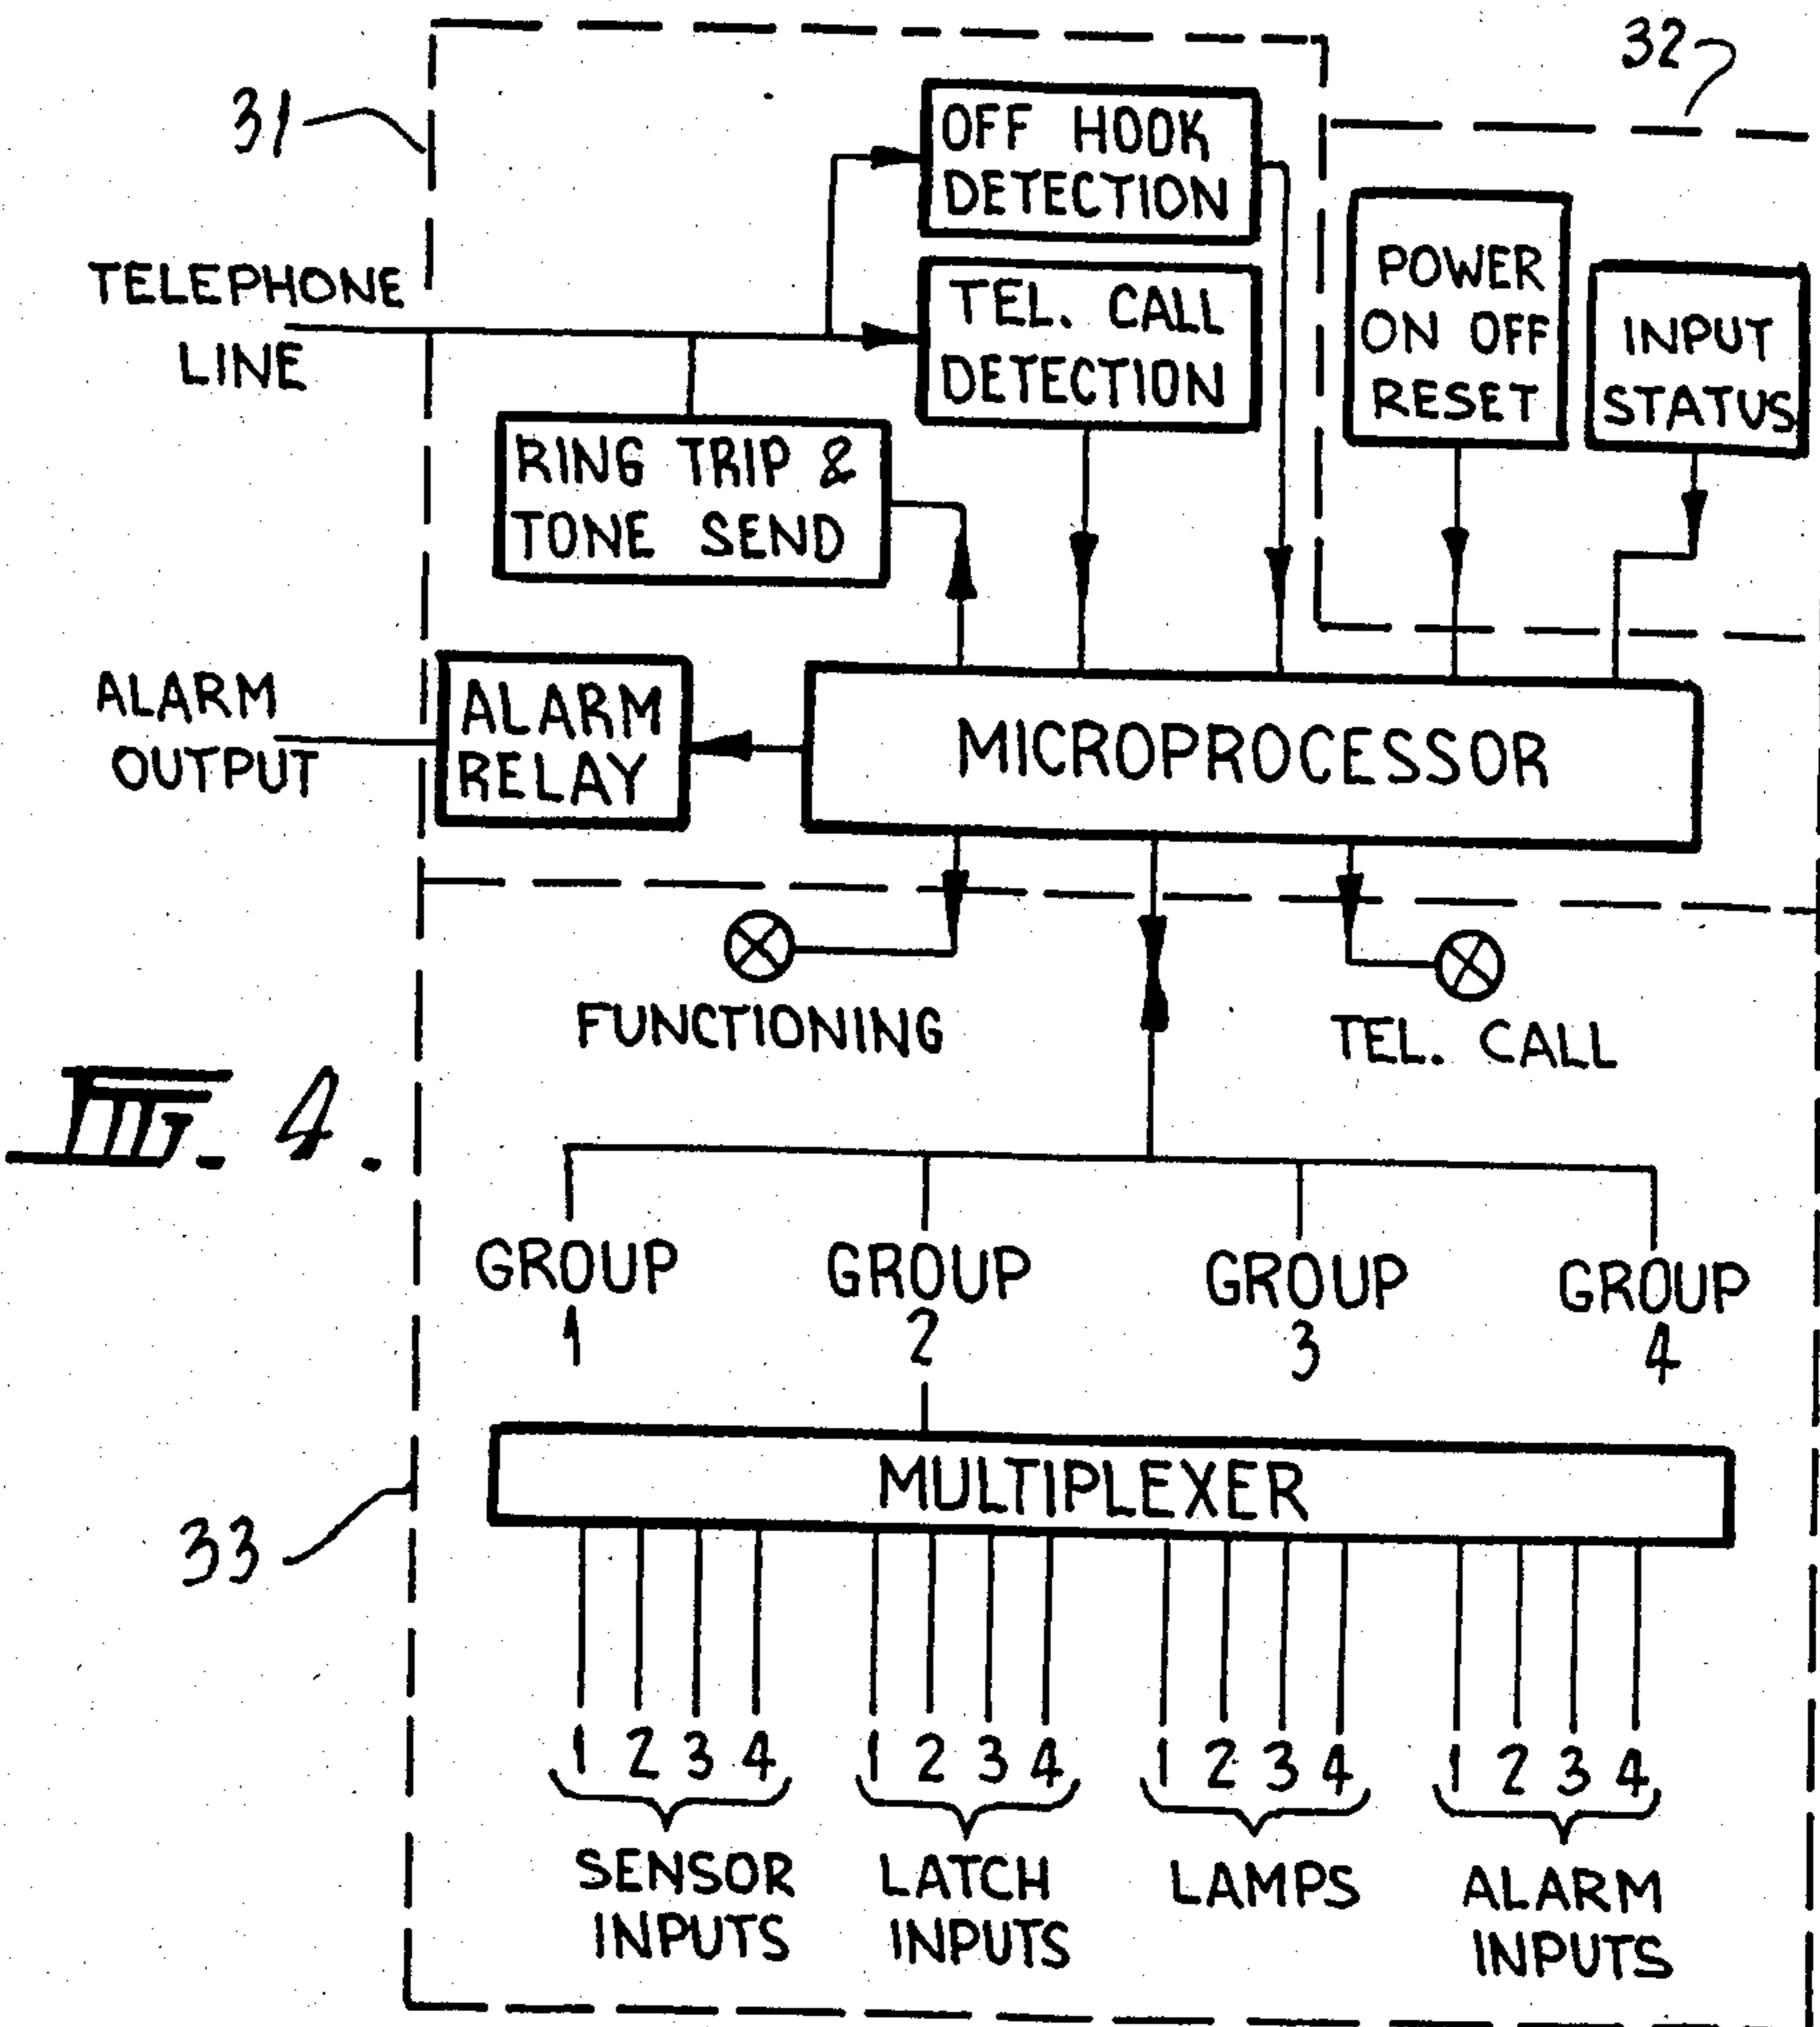 31
32
OFF HOOK
DETECTION
TELEPHONE
LINE
TEL. CALL
DETECTION
POWER
ON OFF
RESET
INPUT
STATUS
RING TRIP &
TONE SEND
ALARM
OUTPUT
ALARM
RELAY
MICROPROCESSOR
FUNCTIONING
TEL. CALL
FIG. 4.
GROUP
1
GROUP
2
GROUP
3
GROUP
4
MULTIPLEXER
33
1 2 3 4
SENSOR
INPUTS
1 2 3 4
LATCH
INPUTS
1 2 3 4
LAMPS
1 2 3 4
ALARM
INPUTS